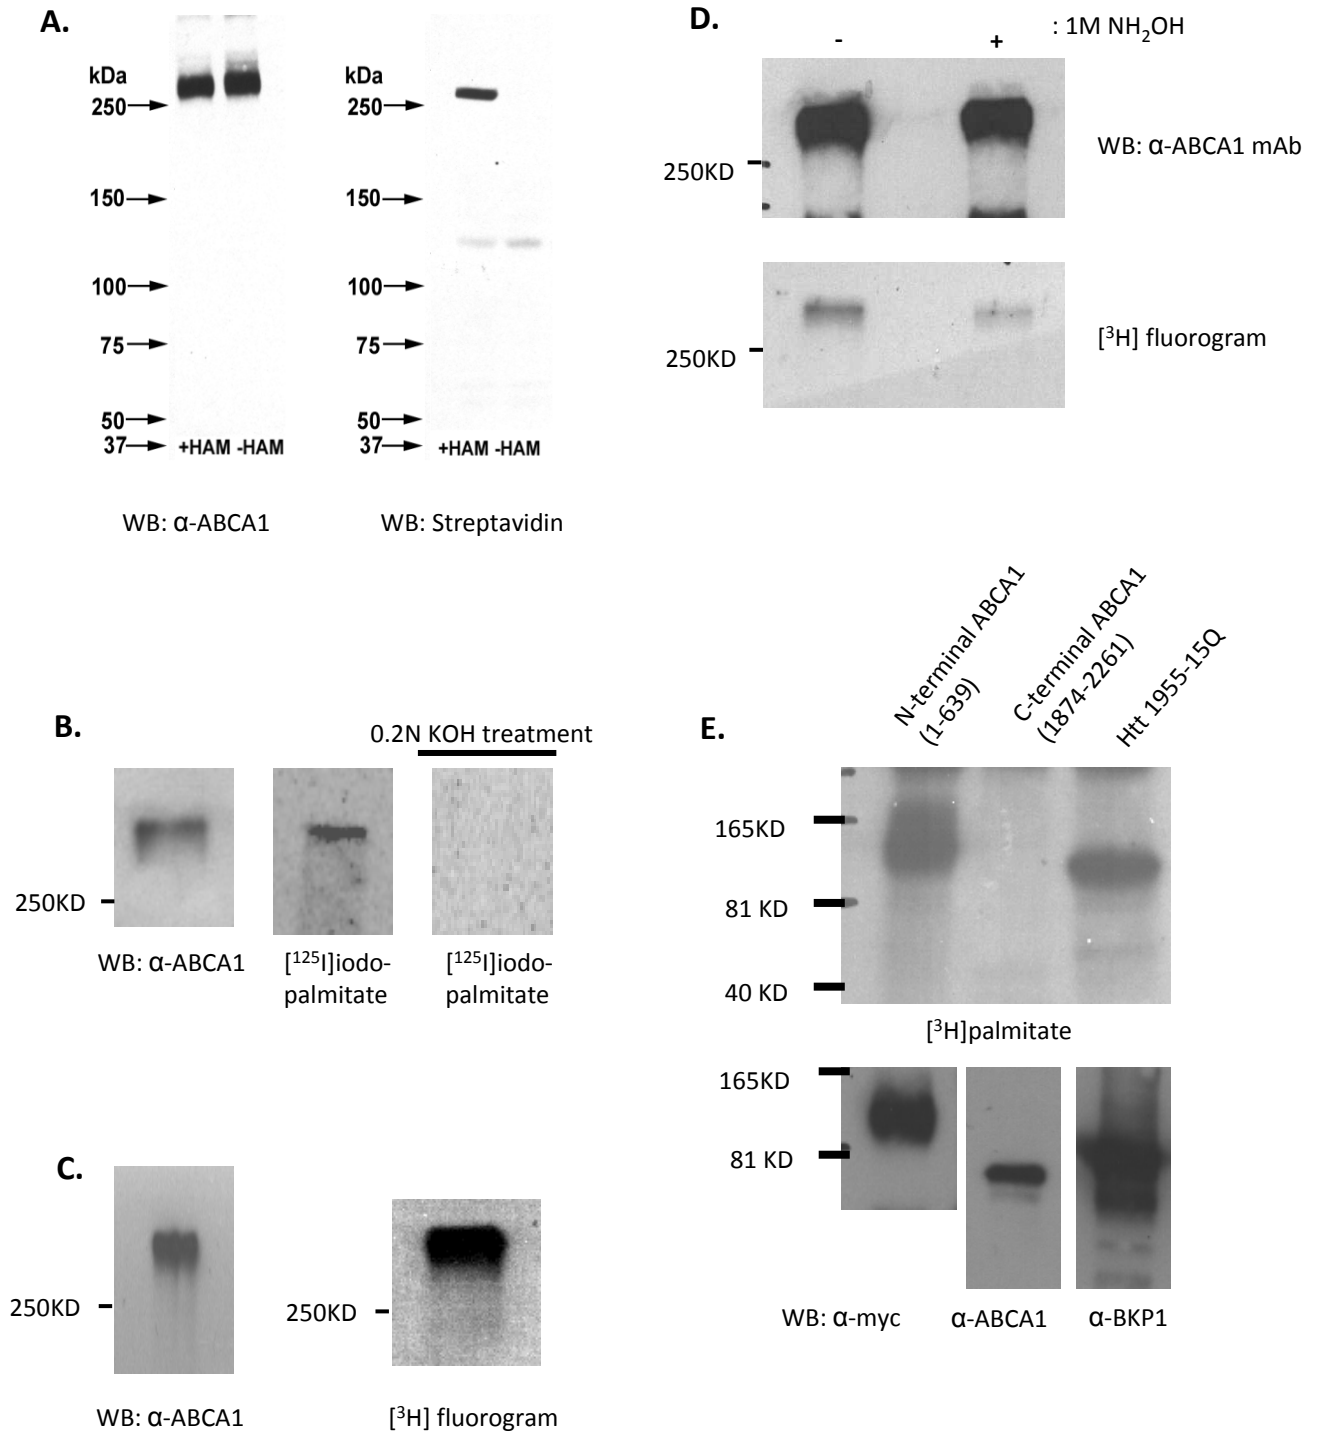 A.
kDa
250
150
100
75
50
37
+HAM -HAM
WB: α-ABCA1
kDa
250
150
100
75
50
37
+HAM -HAM
WB: Streptavidin
B.
0.2N KOH treatment
250KD
WB: α-ABCA1
[¹²⁵I]iodo-
palmitate
[¹²⁵I]iodo-
palmitate
C.
250KD
WB: α-ABCA1
250KD
[³H] fluorogram
D.
- + : 1M NH₂OH
250KD
WB: α-ABCA1 mAb
250KD
[³H] fluorogram
E.
N-terminal ABCA1
(1-639)
C-terminal ABCA1
(1874-2261)
Htt 1955-15Q
165KD
81 KD
40 KD
[³H]palmitate
165KD
81 KD
WB: α-myc
α-ABCA1
α-BKP1